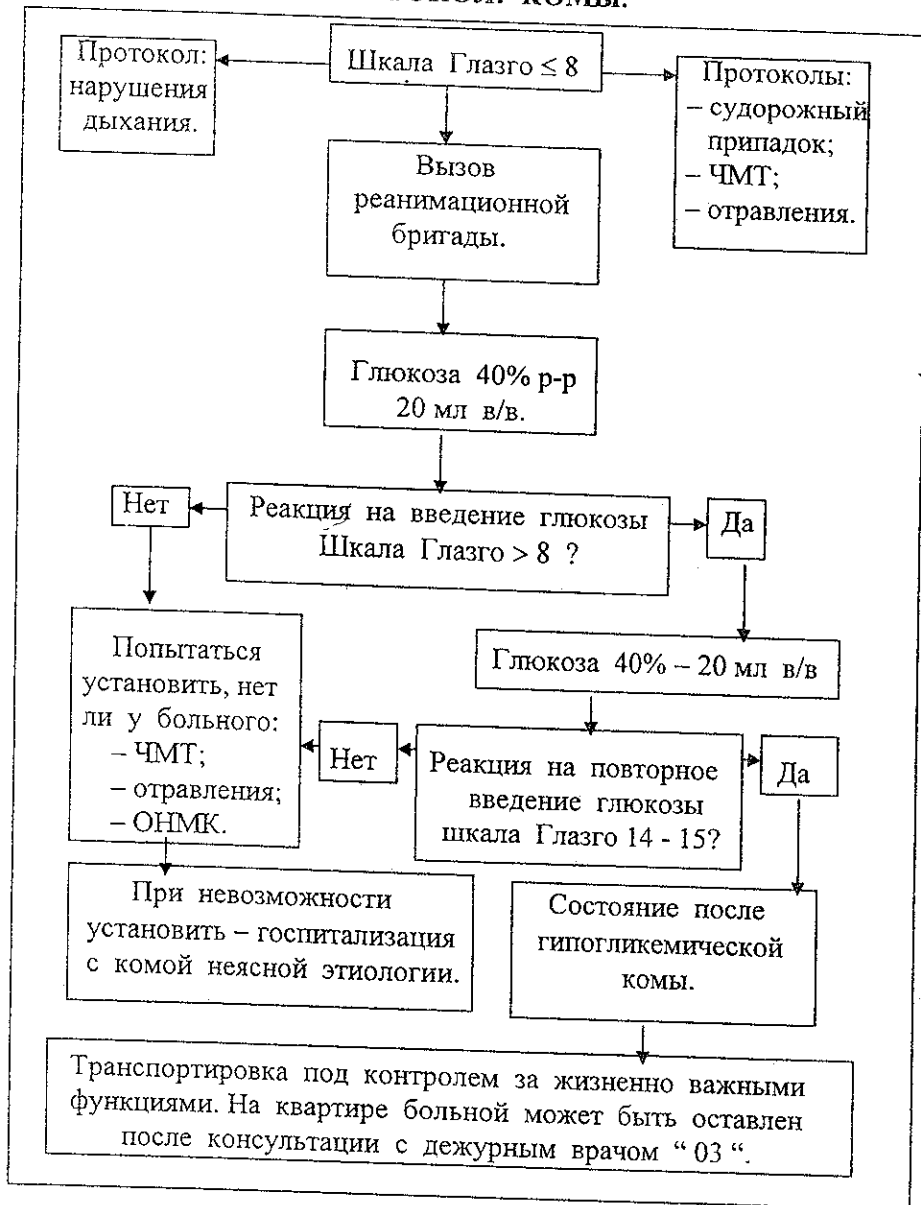 КОМЫ.
Протокол:
нарушения
дыхания.
Шкала Глазго ≤ 8
Протоколы:
– судорожный
припадок;
– ЧМТ;
– отравления.
Вызов
реанимационной
бригады.
Глюкоза 40% р-р
20 мл в/в.
Нет
Реакция на введение глюкозы
Шкала Глазго > 8 ?
Да
Попытаться
установить, нет
ли у больного:
– ЧМТ;
– отравления;
– ОНМК.
Глюкоза 40% – 20 мл в/в
Нет
Реакция на повторное
введение глюкозы
шкала Глазго 14 - 15?
Да
При невозможности
установить – госпитализация
с комой неясной этиологии.
Состояние после
гипогликемической
комы.
Транспортировка под контролем за жизненно важными
функциями. На квартире больной может быть оставлен
после консультации с дежурным врачом “ 03 “.